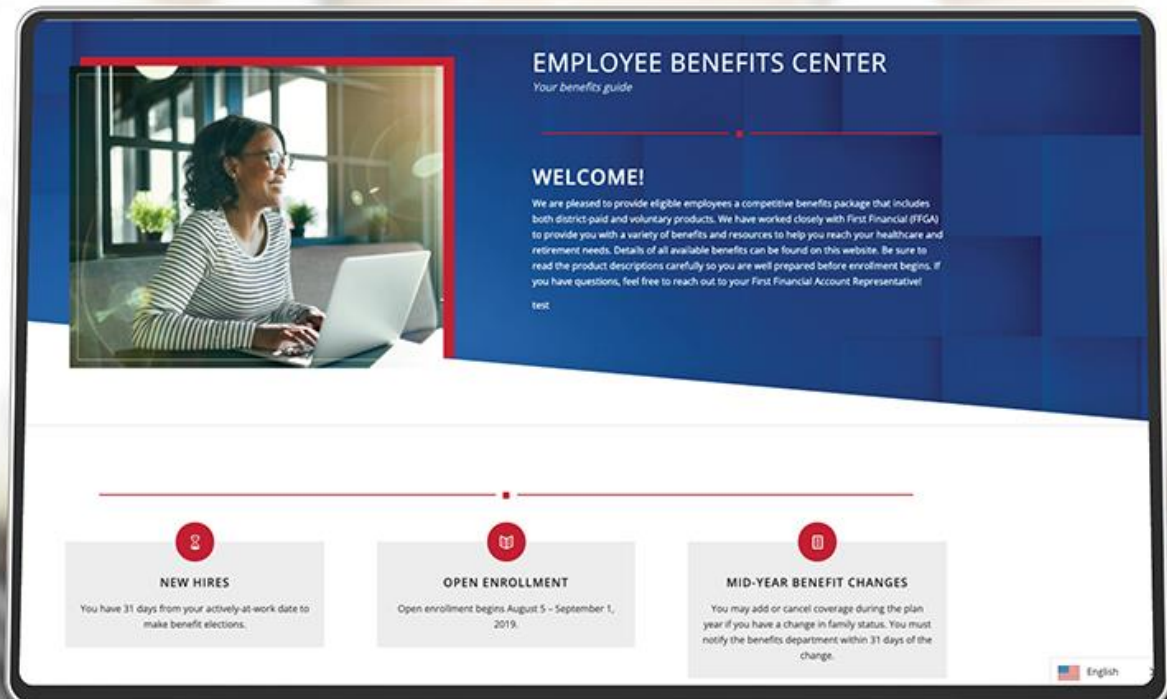 EMPLOYEE BENEFITS CENTER
Your benefits guide
WELCOME!
We are pleased to provide eligible employees a competitive benefits package that includes
both district-paid and voluntary products. We have worked closely with First Financial (FFGA)
to provide you with a variety of benefits and resources to help you reach your healthcare and
retirement needs. Details of all available benefits can be found on this website. Be sure to
read the product descriptions carefully so you are well prepared before enrollment begins. If
you have questions, feel free to reach out to your First Financial Account Representative!
test
NEW HIRES
You have 31 days from your actively-at-work date to
make benefit elections.
OPEN ENROLLMENT
Open enrollment begins August 5 – September 1,
2019.
MID-YEAR BENEFIT CHANGES
You may add or cancel coverage during the plan
year if you have a change in family status. You must
notify the benefits department within 31 days of the
change.
English